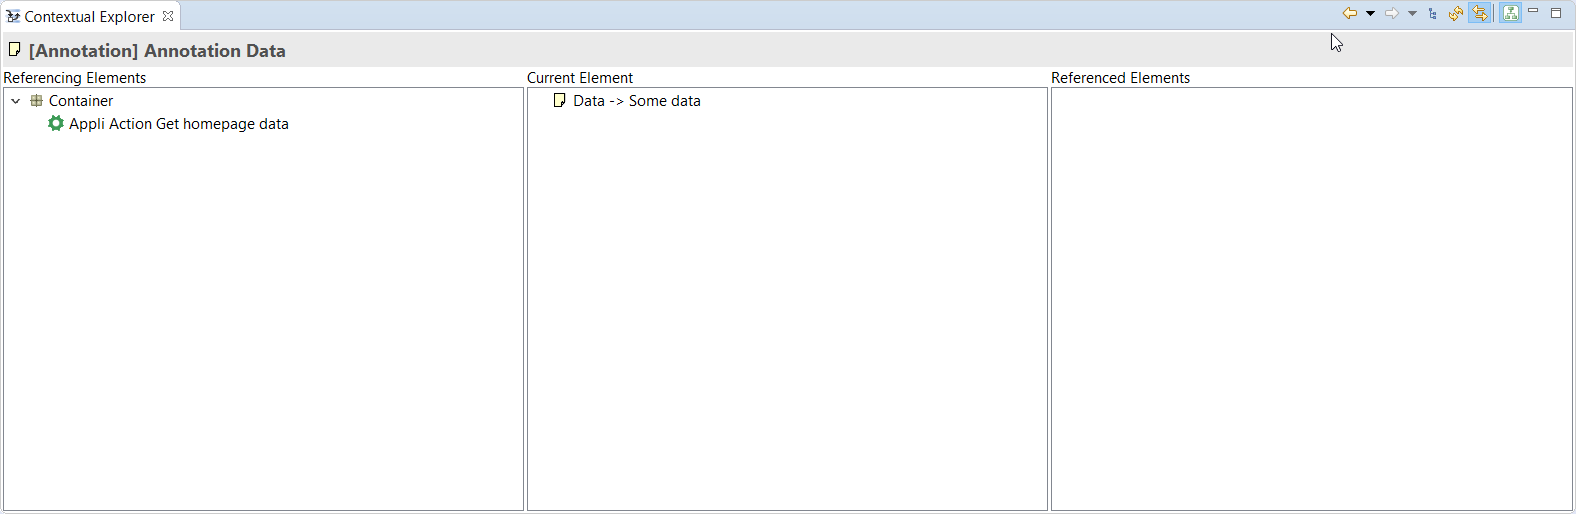 Contextual Explorer
[Annotation] Annotation Data
Referencing Elements
Container
Appli Action Get homepage data
Current Element
Data -> Some data
Referenced Elements